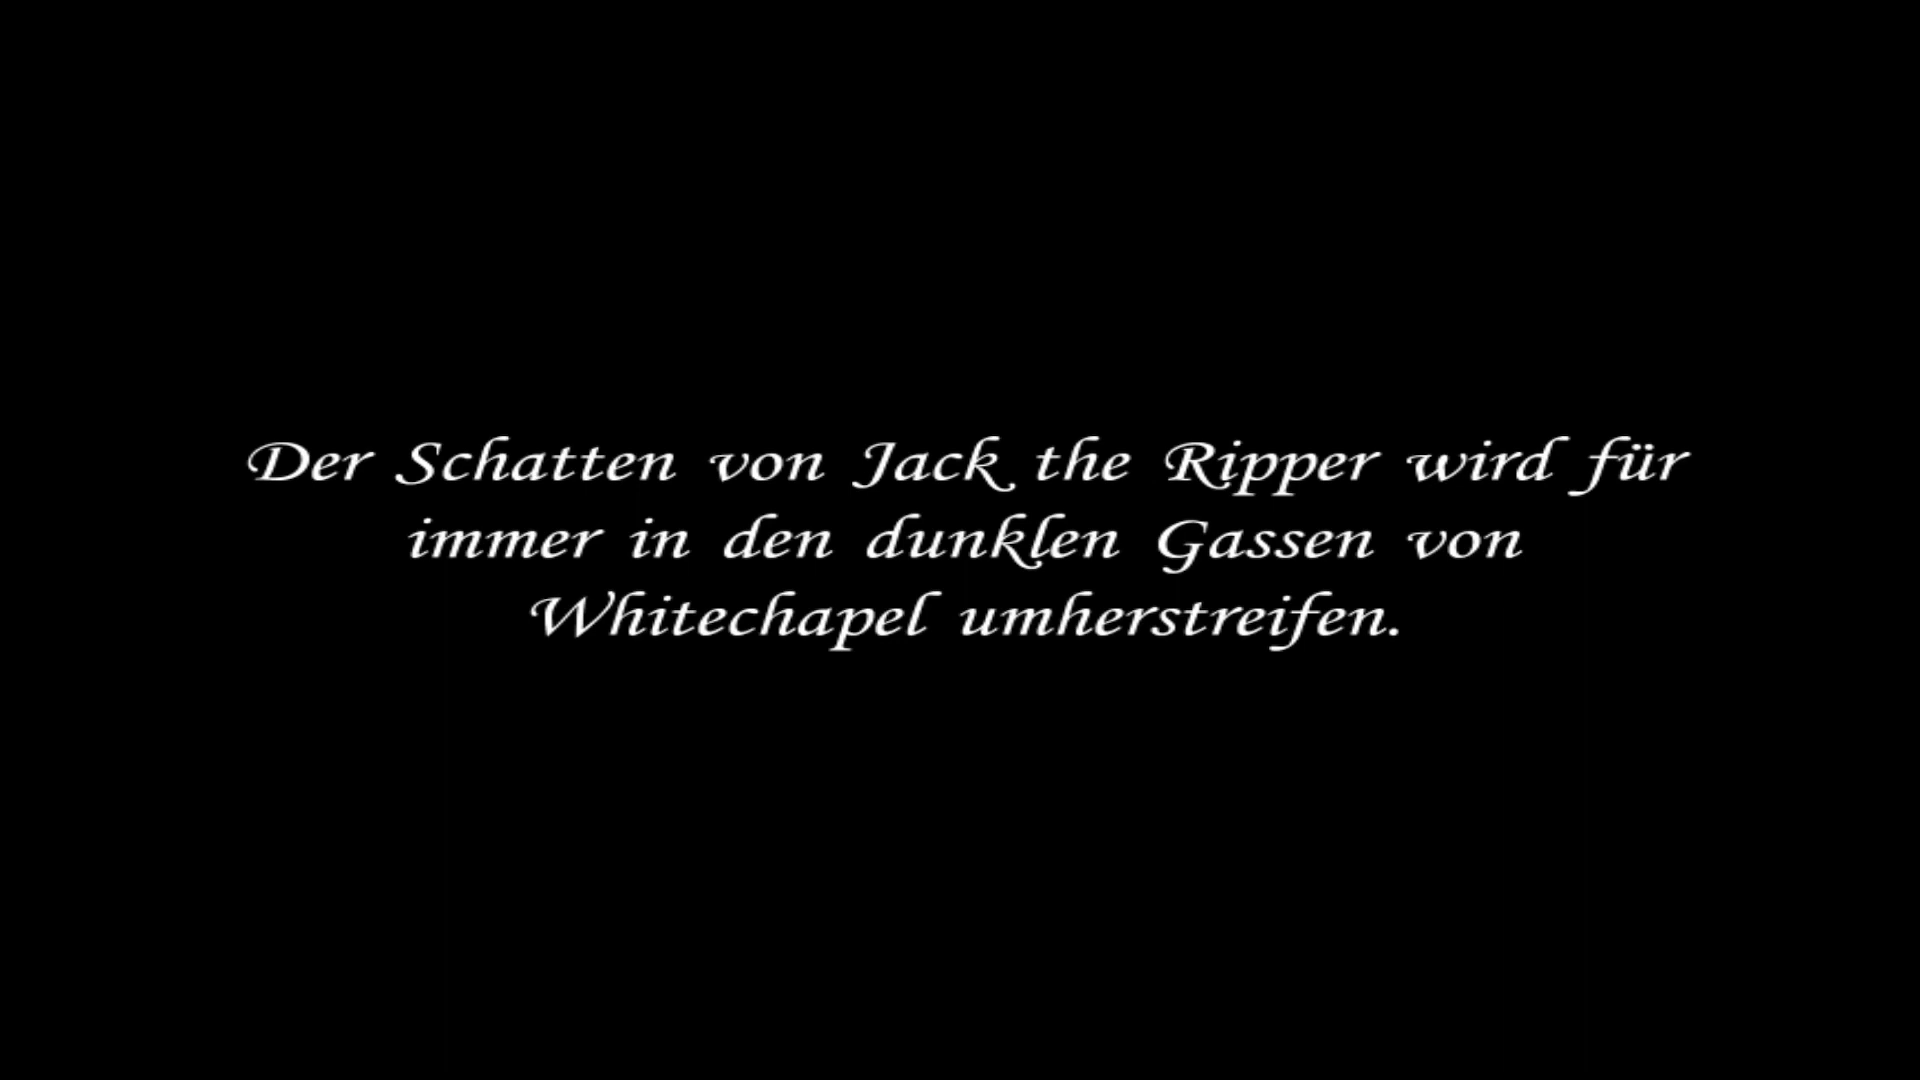 Der Schatten von Jack the Ripper wird für
immer in den dunklen Gassen von
Whitechapel umherstreifen.